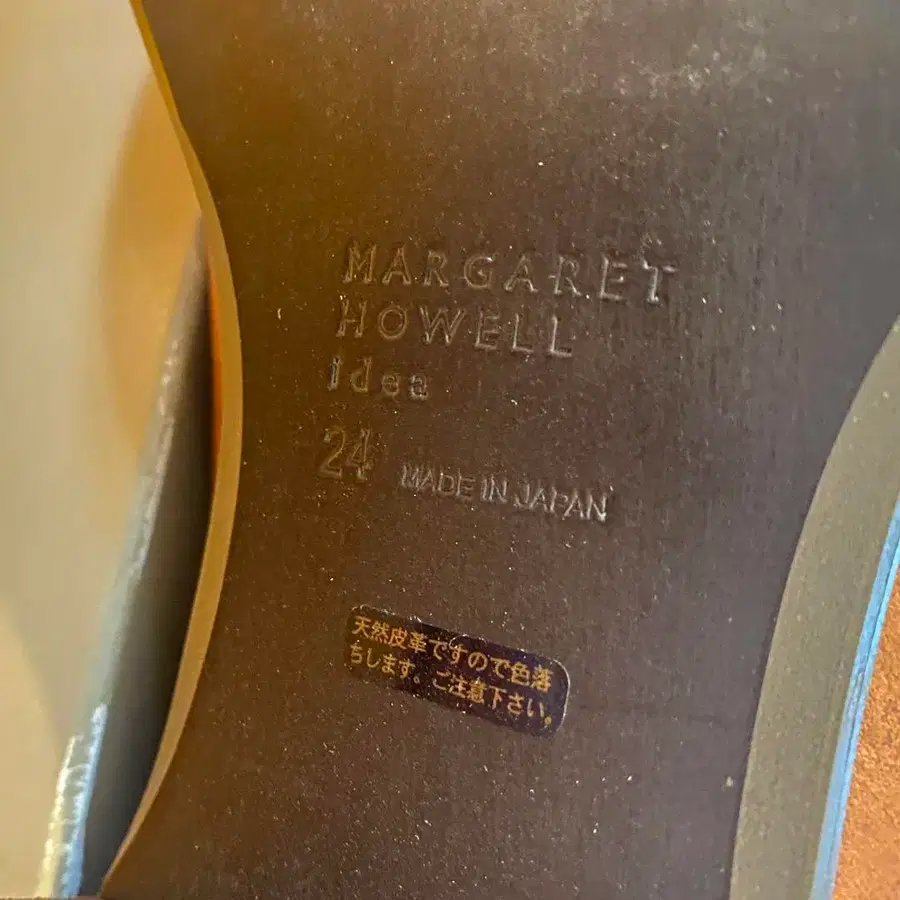 MARGARET
HOWELL
idea
24 MADE IN JAPAN
天然皮革ですので色落
ちします。ご注意下さい。